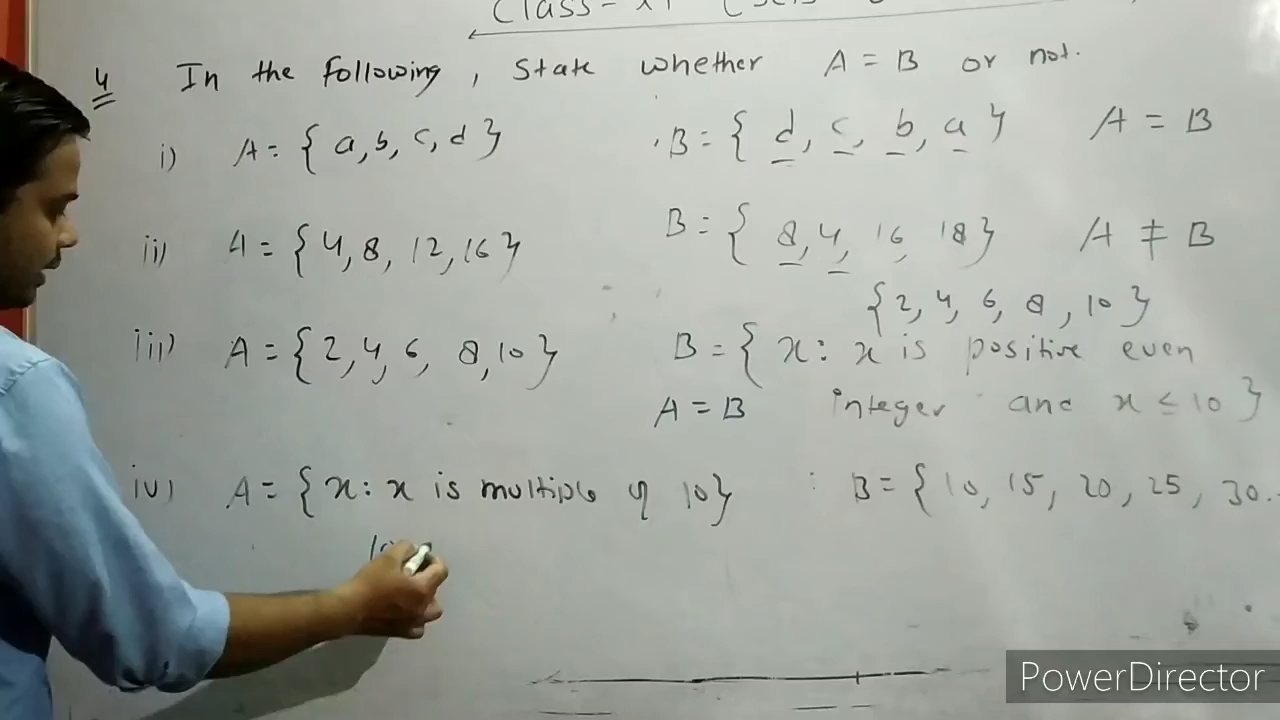 Class-XI (Sets
4 In the following, State whether A = B or not.
i) A = { a, b, c, d } B = { d, c, b, a } A = B
ii) A = { 4, 8, 12, 16 } B = { 8, 4, 16, 18 } A ≠ B
{ 2, 4, 6, 8, 10 }
iii) A = { 2, 4, 6, 8, 10 } B = { x : x is positive even
A = B integer and x ≤ 10 }
iv) A = { x : x is multiple of 10 } B = { 10, 15, 20, 25, 30..
10
PowerDirector